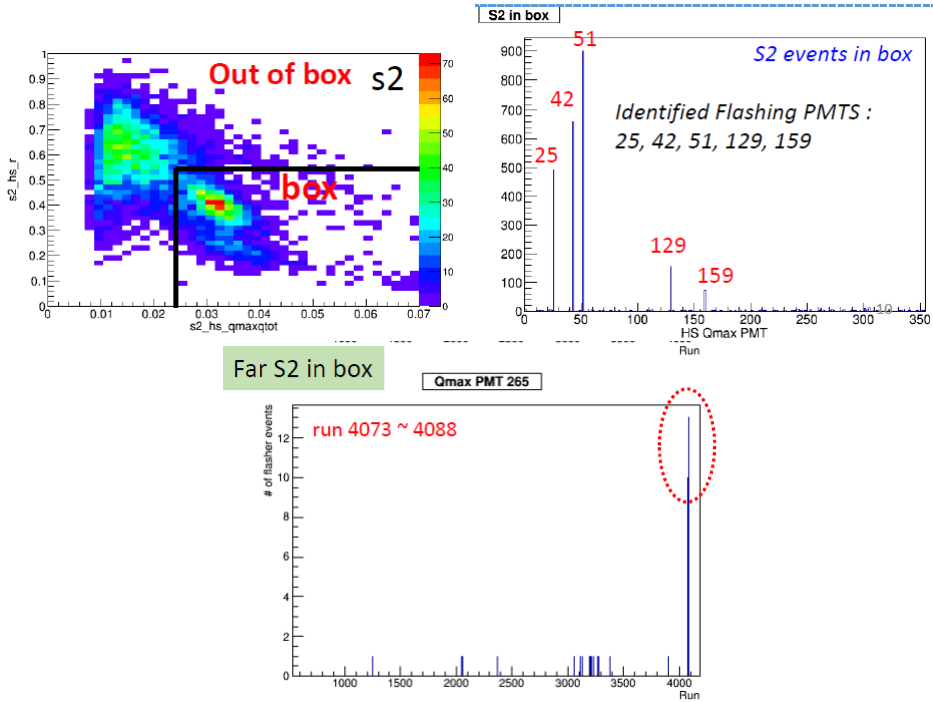 S2 in box
Out of box
s2
box
s2_hs_r
1
0.9
0.8
0.7
0.6
0.5
0.4
0.3
0.2
0.1
0
0 0.01 0.02 0.03 0.04 0.05 0.06 0.07
s2_hs_qmaxqtot
70
60
50
40
30
20
10
0
S2 events in box
Identified Flashing PMTS :
25, 42, 51, 129, 159
51
42
25
129
159
900
800
700
600
500
400
300
200
100
0
10
0 50 100 150 200 250 300 350
HS Qmax PMT
Run
Far S2 in box
Qmax PMT 265
run 4073 ~ 4088
# of flasher events
12
10
8
6
4
2
0
1000 1500 2000 2500 3000 3500 4000
Run